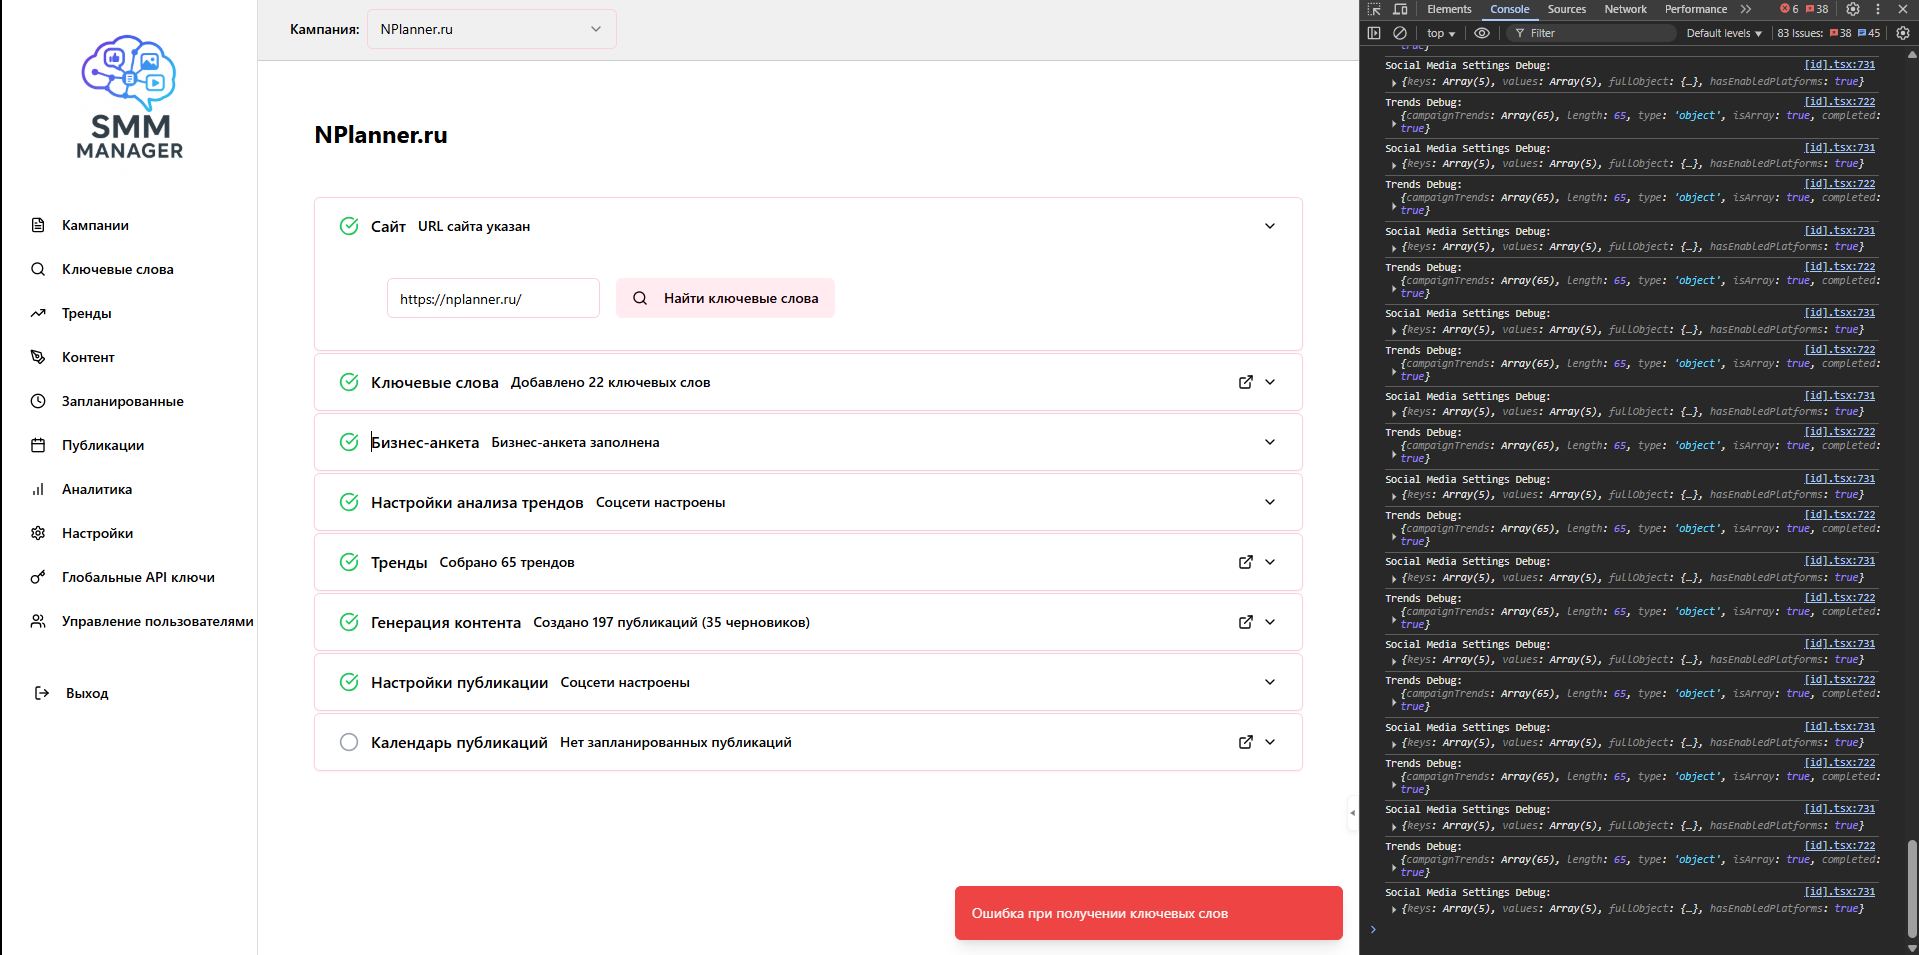 SMM
MANAGER
Кампании
Ключевые слова
Тренды
Контент
Запланированные
Публикации
Аналитика
Настройки
Глобальные API ключи
Управление пользователями
Выход
Кампания:
NPlanner.ru
NPlanner.ru
Сайт URL сайта указан
https://nplanner.ru/
Найти ключевые слова
Ключевые слова Добавлено 22 ключевых слов
Бизнес-анкета Бизнес-анкета заполнена
Настройки анализа трендов Соцсети настроены
Тренды Собрано 65 трендов
Генерация контента Создано 197 публикаций (35 черновиков)
Настройки публикации Соцсети настроены
Календарь публикаций Нет запланированных публикаций
Ошибка при получении ключевых слов
Elements Console Sources Network Performance 6 38
top Filter Default levels 83 Issues: 38 45
true}
Social Media Settings Debug: [id].tsx:731
{keys: Array(5), values: Array(5), fullObject: {…}, hasEnabledPlatforms: true}
Trends Debug: [id].tsx:722
{campaignTrends: Array(65), length: 65, type: 'object', isArray: true, completed:
true}
Social Media Settings Debug: [id].tsx:731
{keys: Array(5), values: Array(5), fullObject: {…}, hasEnabledPlatforms: true}
Trends Debug: [id].tsx:722
{campaignTrends: Array(65), length: 65, type: 'object', isArray: true, completed:
true}
Social Media Settings Debug: [id].tsx:731
{keys: Array(5), values: Array(5), fullObject: {…}, hasEnabledPlatforms: true}
Trends Debug: [id].tsx:722
{campaignTrends: Array(65), length: 65, type: 'object', isArray: true, completed:
true}
Social Media Settings Debug: [id].tsx:731
{keys: Array(5), values: Array(5), fullObject: {…}, hasEnabledPlatforms: true}
Trends Debug: [id].tsx:722
{campaignTrends: Array(65), length: 65, type: 'object', isArray: true, completed:
true}
Social Media Settings Debug: [id].tsx:731
{keys: Array(5), values: Array(5), fullObject: {…}, hasEnabledPlatforms: true}
Trends Debug: [id].tsx:722
{campaignTrends: Array(65), length: 65, type: 'object', isArray: true, completed:
true}
Social Media Settings Debug: [id].tsx:731
{keys: Array(5), values: Array(5), fullObject: {…}, hasEnabledPlatforms: true}
Trends Debug: [id].tsx:722
{campaignTrends: Array(65), length: 65, type: 'object', isArray: true, completed:
true}
Social Media Settings Debug: [id].tsx:731
{keys: Array(5), values: Array(5), fullObject: {…}, hasEnabledPlatforms: true}
Trends Debug: [id].tsx:722
{campaignTrends: Array(65), length: 65, type: 'object', isArray: true, completed:
true}
Social Media Settings Debug: [id].tsx:731
{keys: Array(5), values: Array(5), fullObject: {…}, hasEnabledPlatforms: true}
Trends Debug: [id].tsx:722
{campaignTrends: Array(65), length: 65, type: 'object', isArray: true, completed:
true}
Social Media Settings Debug: [id].tsx:731
{keys: Array(5), values: Array(5), fullObject: {…}, hasEnabledPlatforms: true}
Trends Debug: [id].tsx:722
{campaignTrends: Array(65), length: 65, type: 'object', isArray: true, completed:
true}
Social Media Settings Debug: [id].tsx:731
{keys: Array(5), values: Array(5), fullObject: {…}, hasEnabledPlatforms: true}
Trends Debug: [id].tsx:722
{campaignTrends: Array(65), length: 65, type: 'object', isArray: true, completed:
true}
Social Media Settings Debug: [id].tsx:731
{keys: Array(5), values: Array(5), fullObject: {…}, hasEnabledPlatforms: true}